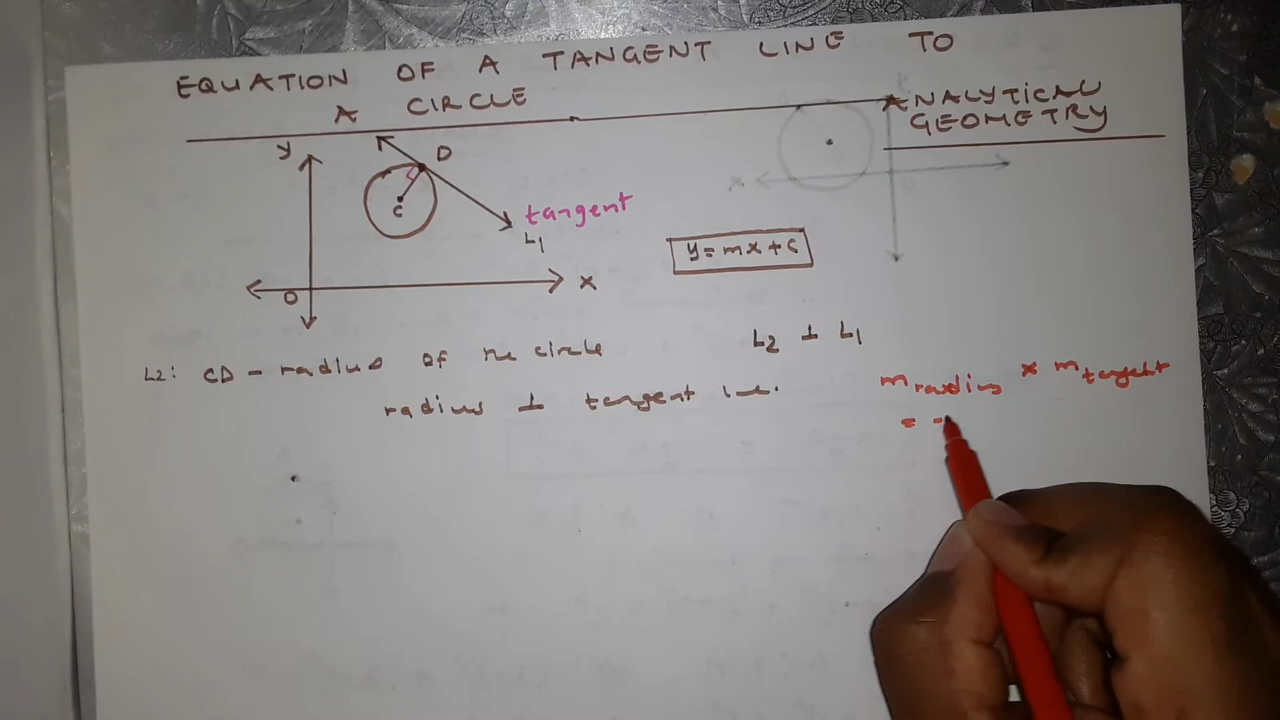 EQUATION OF A TANGENT LINE TO
A CIRCLE
ANALYTICAL
GEOMETRY
y
D
C
tangent
L1
y = mx + c
O
X
L2 ⊥ L1
L2: CD - radius of the circle
radius ⊥ tangent line.
m radius × m tangent
= -